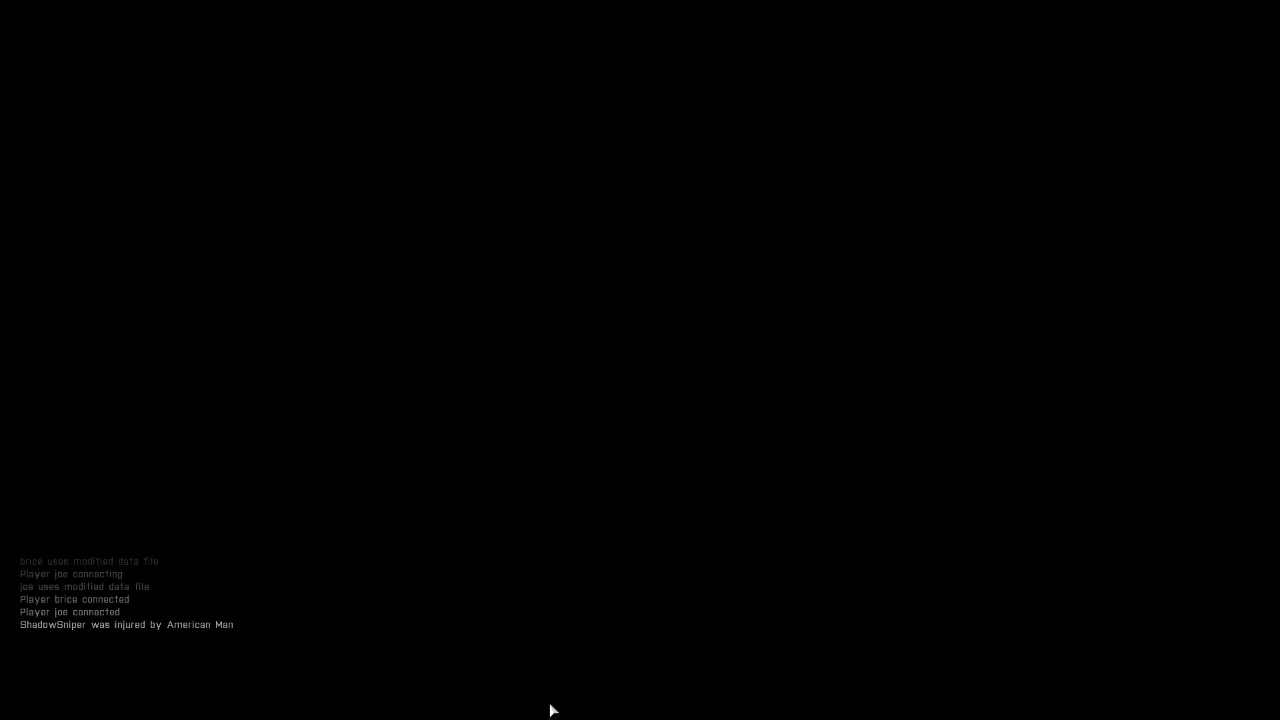 brice uses modified data file
Player joe connecting
joe uses modified data file
Player brice connected
Player joe connected
ShadowSniper was injured by American Man